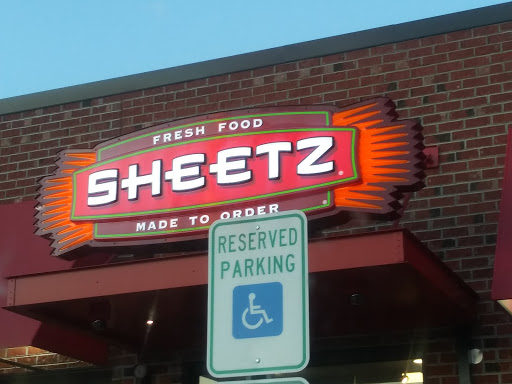 FRESH FOOD
SHEETZ
MADE TO ORDER
RESERVED
PARKING